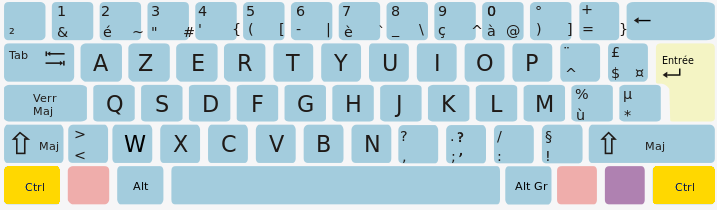 1 2 3 4 5 6 7 8 9 0 ° + ←
² & é ~ " # ' { ( [ - | è ` _ \ ç ^ à @ ) ] = }
Tab A Z E R T Y U I O P ¨ £ Entrée
^ $ ¤
Verr Maj Q S D F G H J K L M % µ
ù *
Maj > W X C V B N ? . ? / § Maj
< , ; ' : !
Ctrl Alt Alt Gr Ctrl